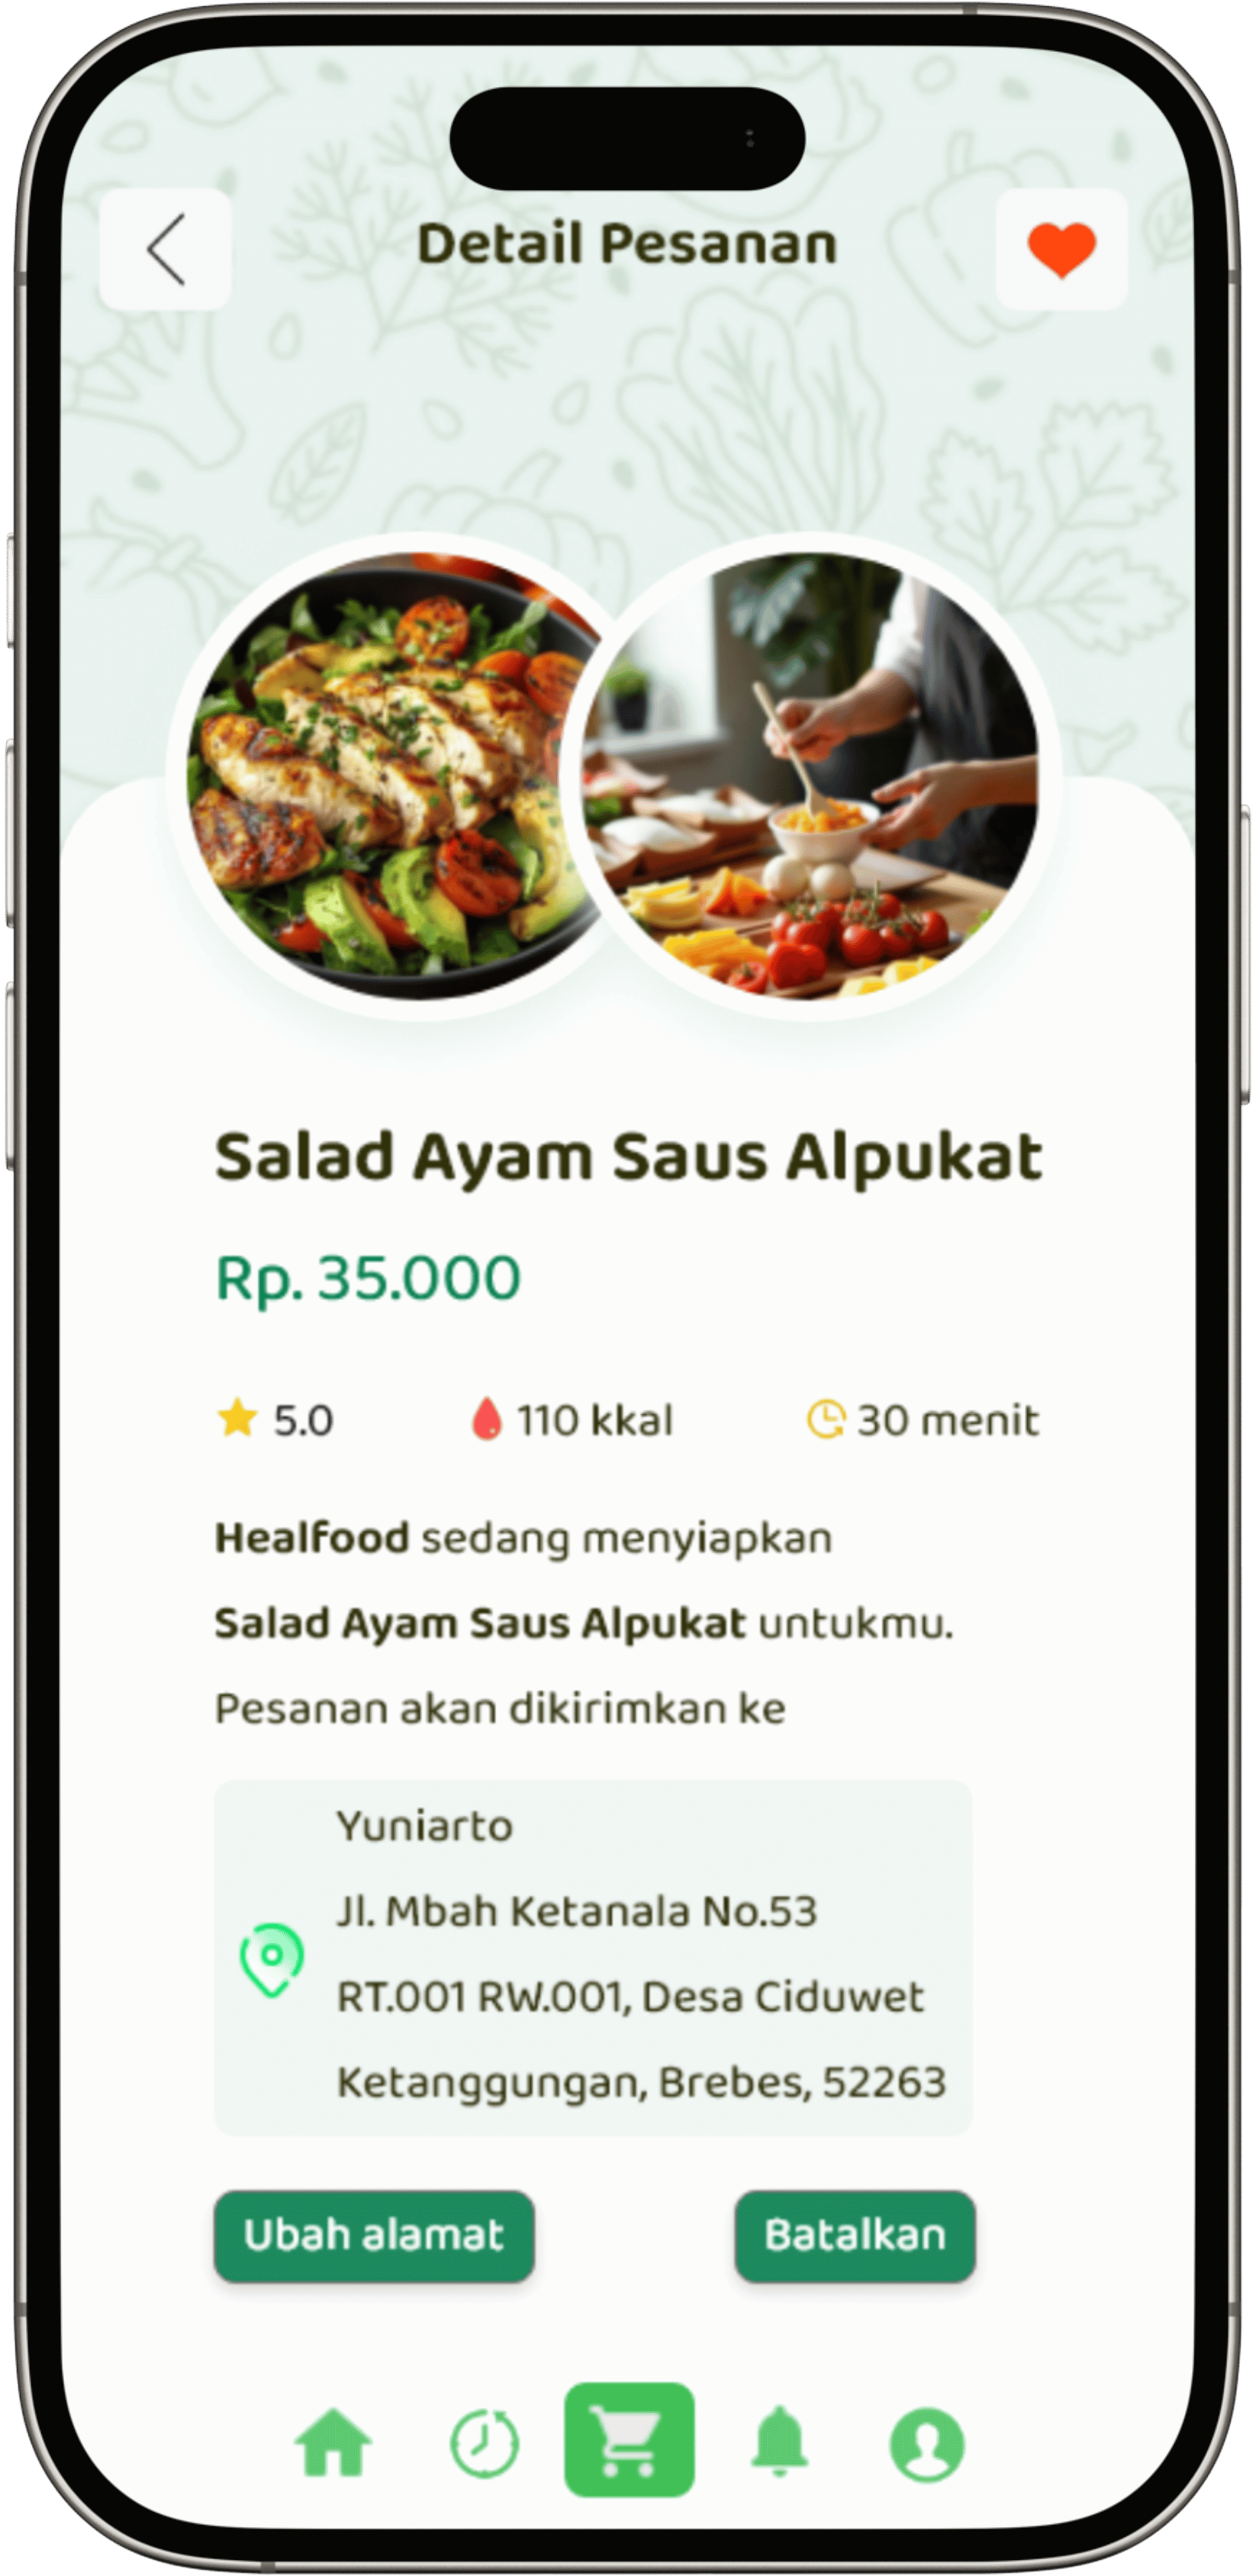 Detail Pesanan
Salad Ayam Saus Alpukat
Rp. 35.000
5.0 110 kkal 30 menit
Healfood sedang menyiapkan
Salad Ayam Saus Alpukat untukmu.
Pesanan akan dikirimkan ke
Yuniarto
Jl. Mbah Ketanala No.53
RT.001 RW.001, Desa Ciduwet
Ketanggungan, Brebes, 52263
Ubah alamat Batalkan